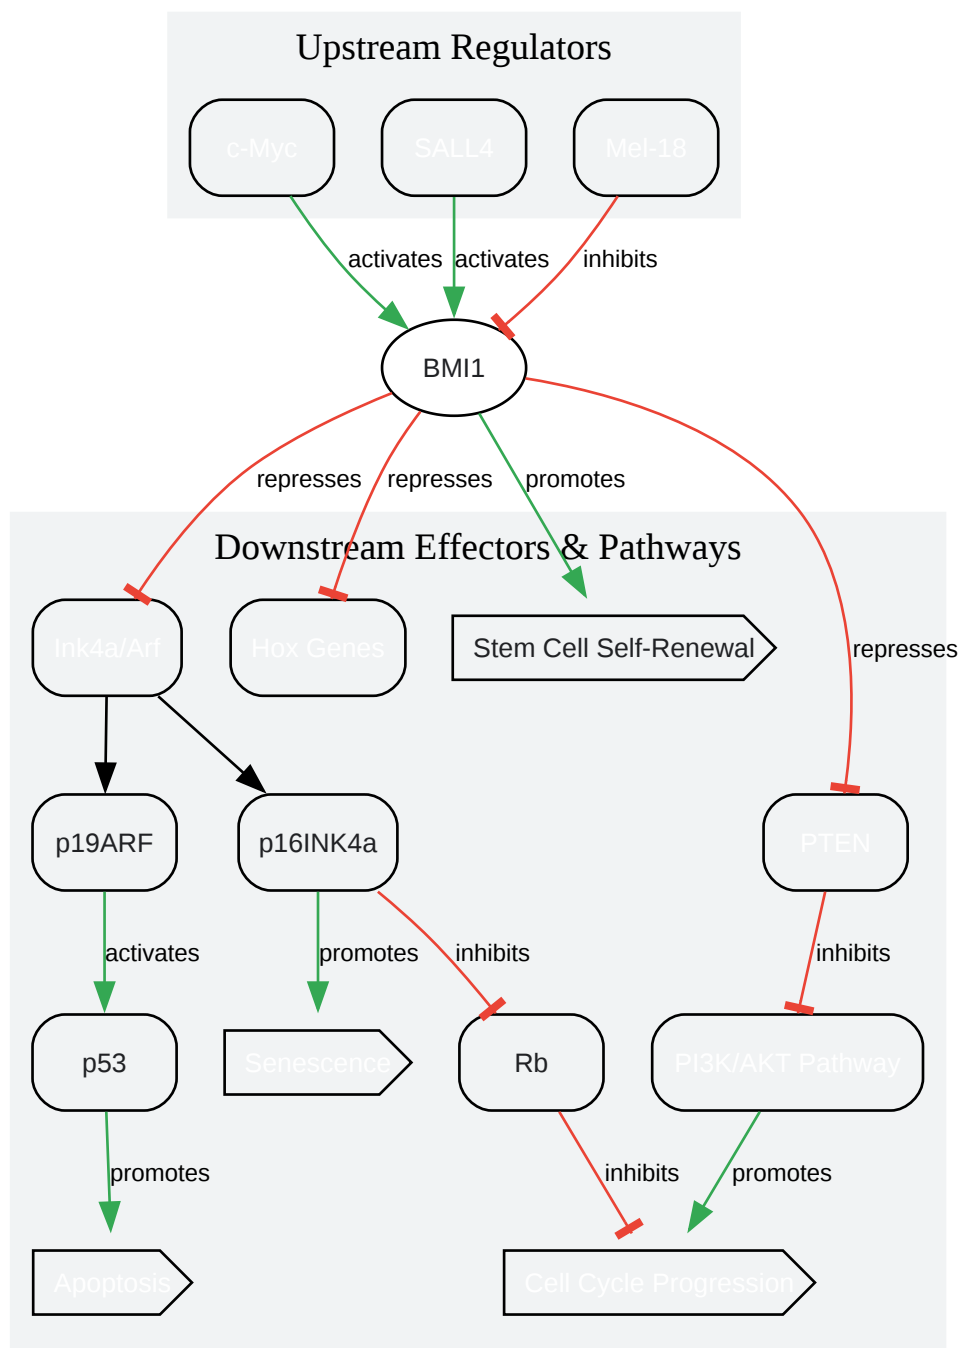 Upstream Regulators
c-Myc
SALL4
Mel-18
activates
activates
inhibits
BMI1
represses
represses
promotes
Downstream Effectors & Pathways
Ink4a/Arf
Hox Genes
Stem Cell Self-Renewal
represses
p19ARF
p16INK4a
PTEN
activates
promotes
inhibits
inhibits
p53
Senescence
Rb
PI3K/AKT Pathway
promotes
inhibits
promotes
Apoptosis
Cell Cycle Progression